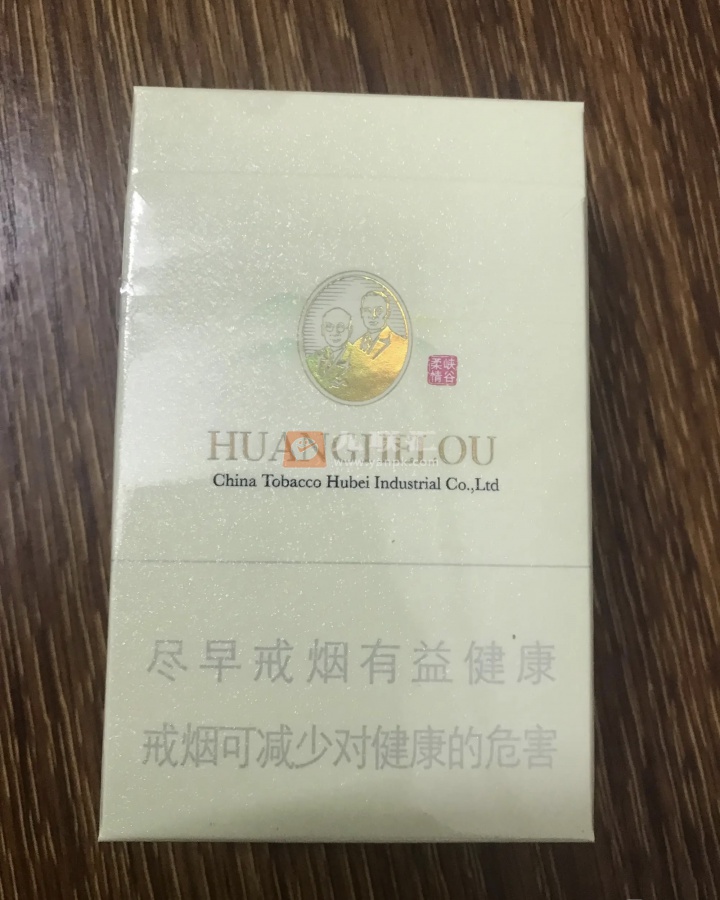 峡谷
柔情
HUANGHELOU
China Tobacco Hubei Industrial Co.,Ltd
尽早戒烟有益健康
戒烟可减少对健康的危害